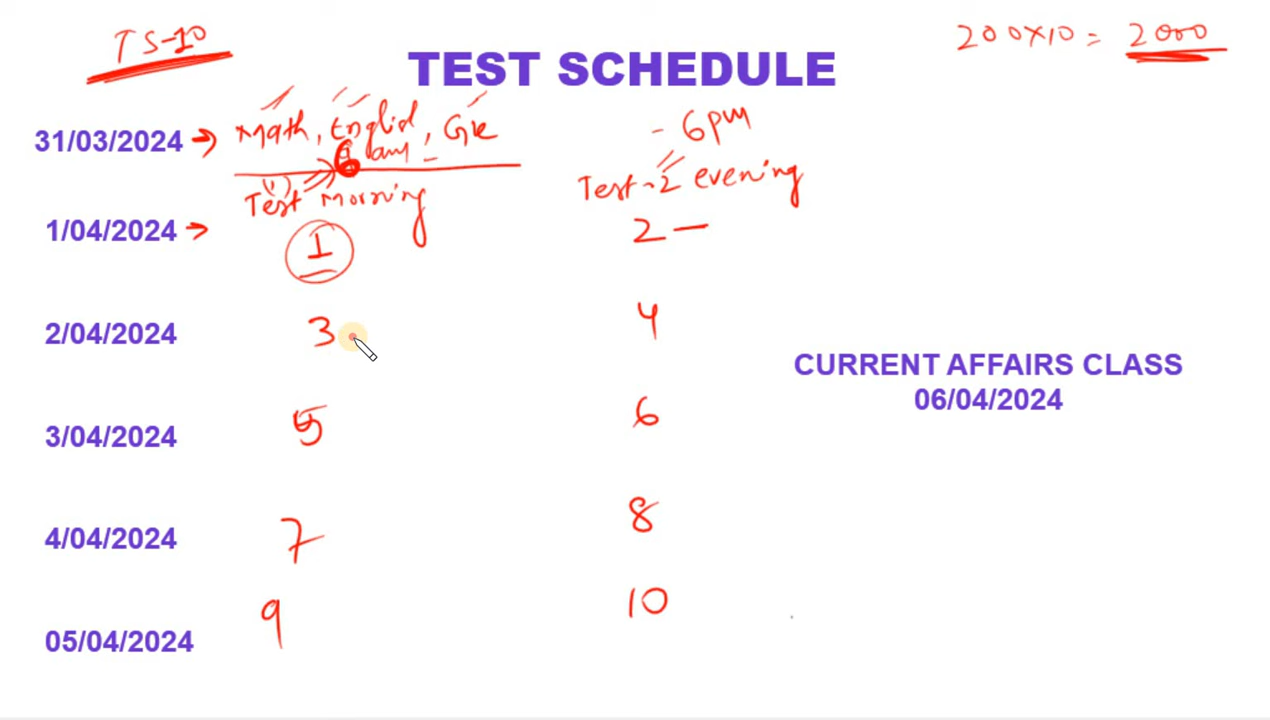 TS-10
200x10 = 2000
TEST SCHEDULE
31/03/2024 → Math, English, GK
- 6pm
6 am
Test Morning
Test-2 evening
1/04/2024 → 1
2 -
2/04/2024 3 4
CURRENT AFFAIRS CLASS
06/04/2024
3/04/2024 5 6
4/04/2024 7 8
05/04/2024 9 10